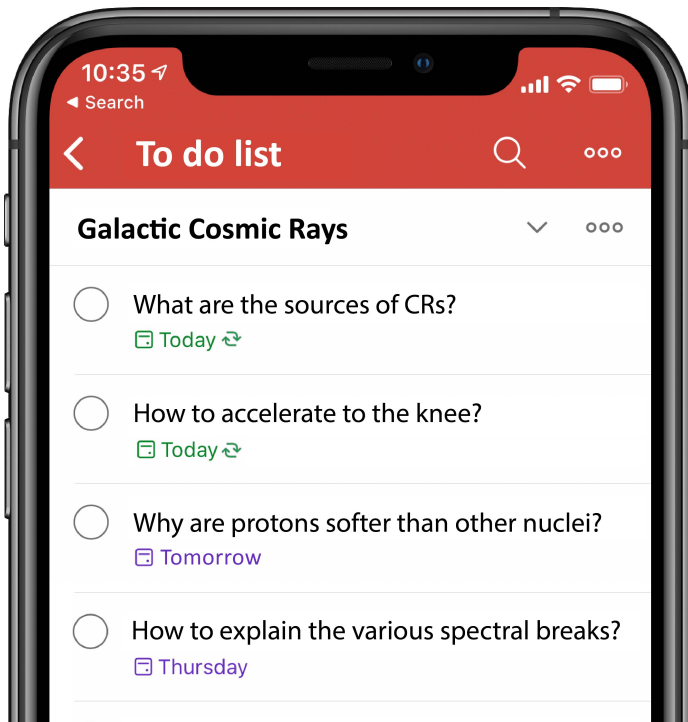 10:35
Search
To do list
Galactic Cosmic Rays
What are the sources of CRs?
Today
How to accelerate to the knee?
Today
Why are protons softer than other nuclei?
Tomorrow
How to explain the various spectral breaks?
Thursday